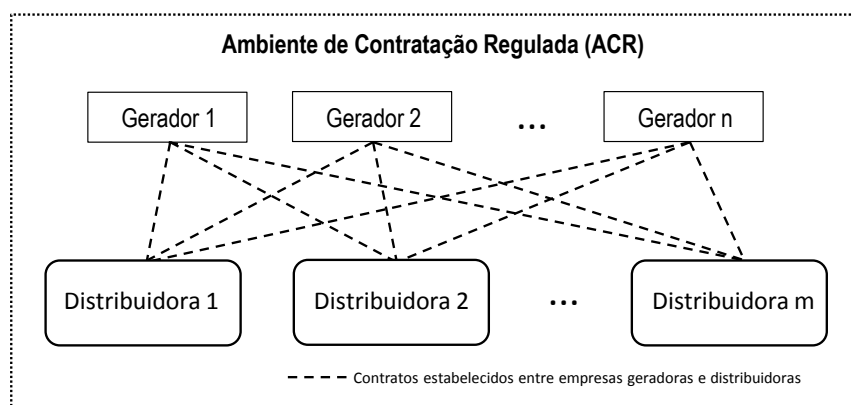 Ambiente de Contratação Regulada (ACR)
Gerador 1 Gerador 2 ... Gerador n
Distribuidora 1 Distribuidora 2 ... Distribuidora m
Contratos estabelecidos entre empresas geradoras e distribuidoras